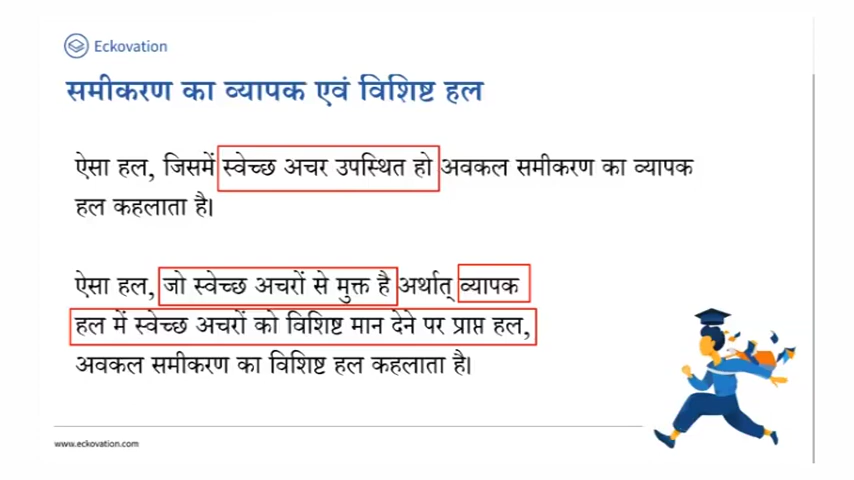 Eckovation
समीकरण का व्यापक एवं विशिष्ट हल
ऐसा हल, जिसमें स्वेच्छ अचर उपस्थित हो अवकल समीकरण का व्यापक
हल कहलाता है।
ऐसा हल, जो स्वेच्छ अचरों से मुक्त है अर्थात् व्यापक
हल में स्वेच्छ अचरों को विशिष्ट मान देने पर प्राप्त हल,
अवकल समीकरण का विशिष्ट हल कहलाता है।
www.eckovation.com